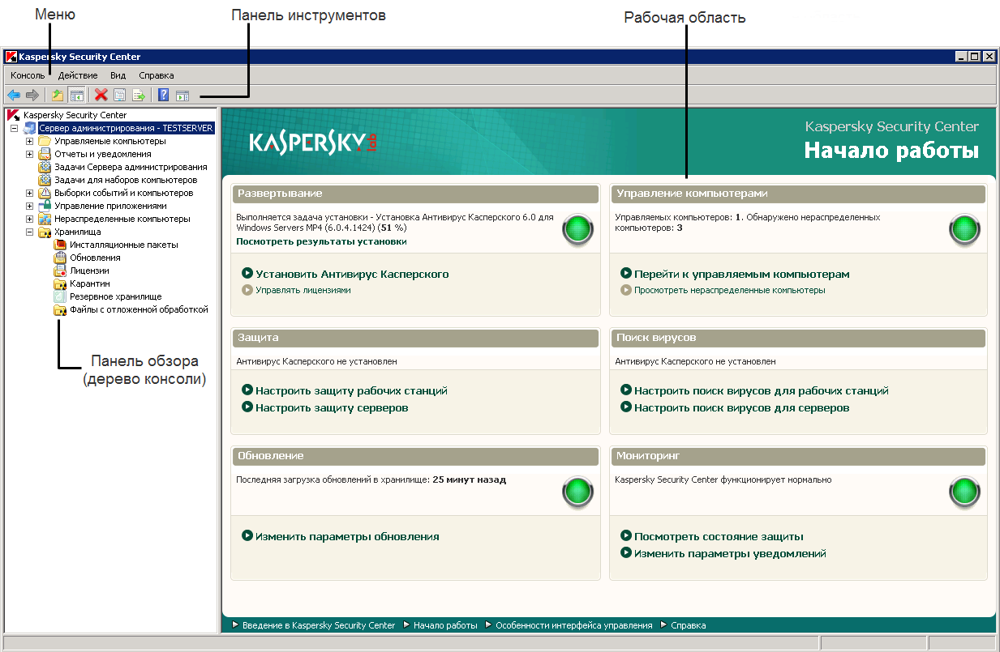 Меню
Панель инструментов
Рабочая область
Kaspersky Security Center
Консоль Действие Вид Справка
Kaspersky Security Center
Сервер администрирования - TESTSERVER
Управляемые компьютеры
Отчеты и уведомления
Задачи Сервера администрирования
Задачи для наборов компьютеров
Выборки событий и компьютеров
Управление приложениями
Нераспределенные компьютеры
Хранилища
Инсталляционные пакеты
Обновления
Лицензии
Карантин
Резервное хранилище
Файлы с отложенной обработкой
Панель обзора
(дерево консоли)
KASPERSKY lab
Kaspersky Security Center
Начало работы
Развертывание
Выполняется задача установки - Установка Антивирус Касперского 6.0 для
Windows Servers MP4 (6.0.4.1424) (51 %)
Посмотреть результаты установки
Установить Антивирус Касперского
Управлять лицензиями
Управление компьютерами
Управляемых компьютеров: 1. Обнаружено нераспределенных
компьютеров: 3
Перейти к управляемым компьютерам
Просмотреть нераспределенные компьютеры
Защита
Антивирус Касперского не установлен
Настроить защиту рабочих станций
Настроить защиту серверов
Поиск вирусов
Антивирус Касперского не установлен
Настроить поиск вирусов для рабочих станций
Настроить поиск вирусов для серверов
Обновление
Последняя загрузка обновлений в хранилище: 25 минут назад
Изменить параметры обновления
Мониторинг
Kaspersky Security Center функционирует нормально
Посмотреть состояние защиты
Изменить параметры уведомлений
Введение в Kaspersky Security Center Начало работы Особенности интерфейса управления Справка